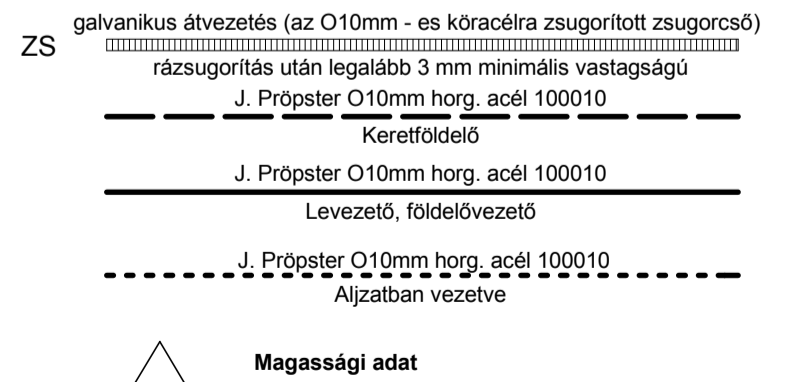 galvanikus átvezetés (az O10mm - es köracélra zsugorított zsugorcső)
ZS
rázsugorítás után legalább 3 mm minimális vastagságú
J. Pröpster O10mm horg. acél 100010
Keretföldelő
J. Pröpster O10mm horg. acél 100010
Levezető, földelővezető
J. Pröpster O10mm horg. acél 100010
Aljzatban vezetve
Magassági adat